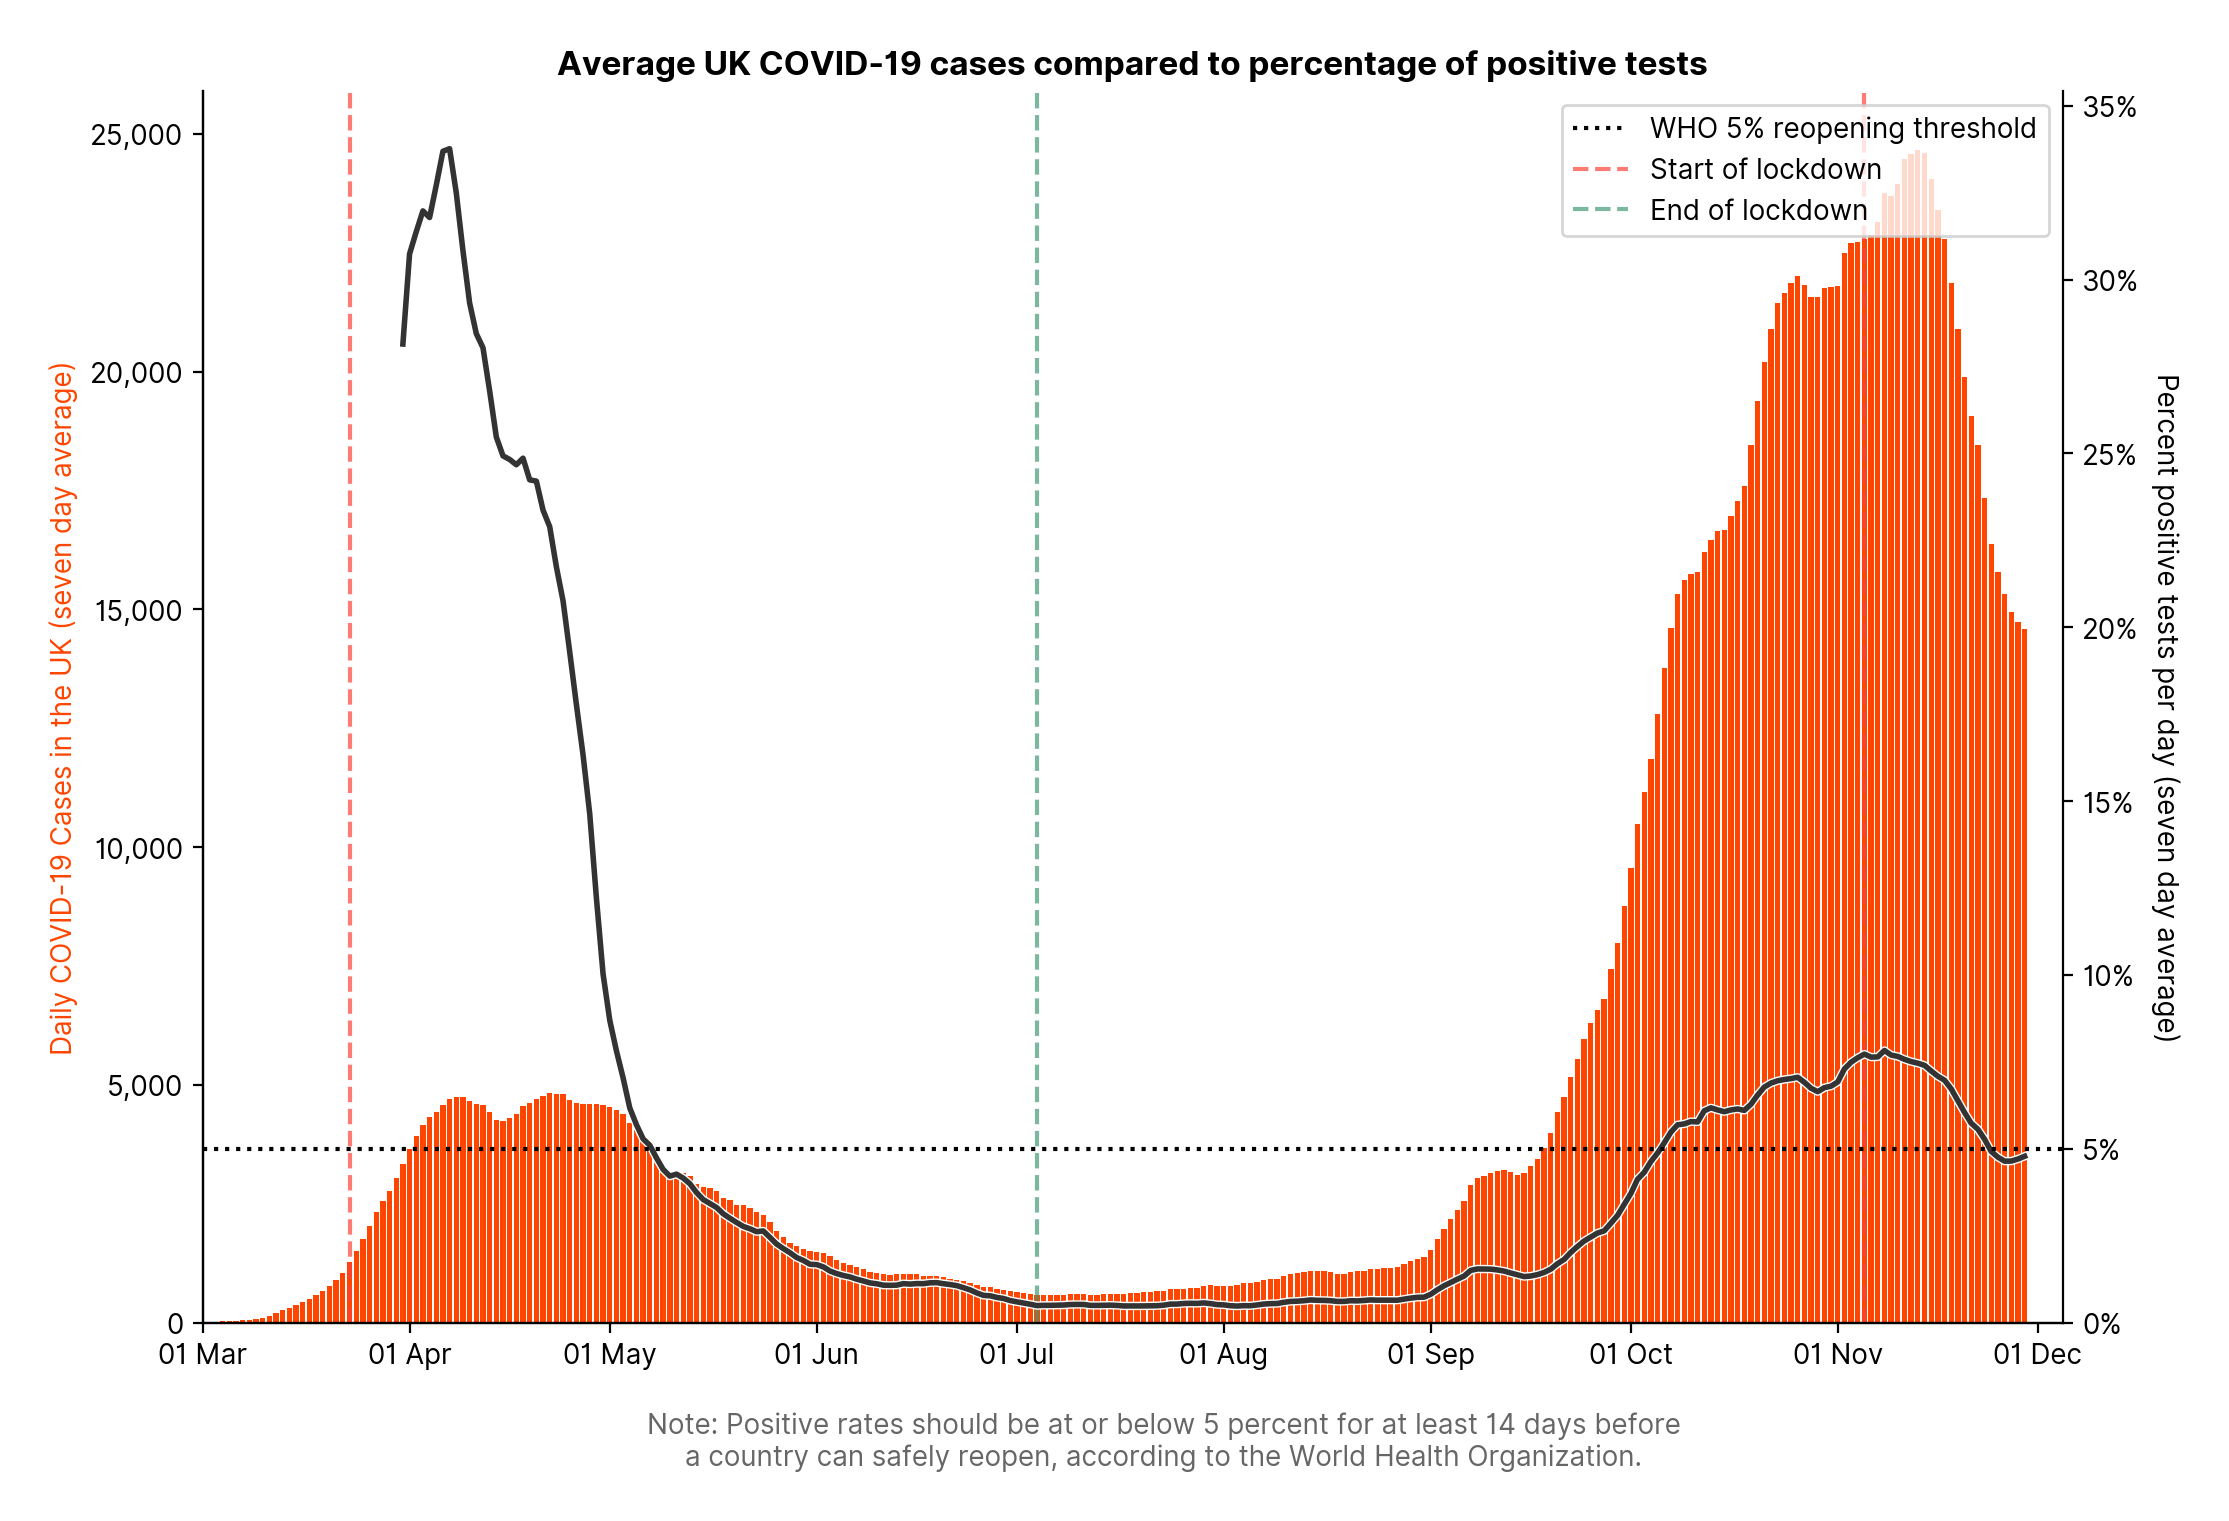 Average UK COVID-19 cases compared to percentage of positive tests
WHO 5% reopening threshold
Start of lockdown
End of lockdown
Daily COVID-19 Cases in the UK (seven day average)
25,000
20,000
15,000
10,000
5,000
0
35%
30%
25%
20%
15%
10%
5%
0%
Percent positive tests per day (seven day average)
01 Mar
01 Apr
01 May
01 Jun
01 Jul
01 Aug
01 Sep
01 Oct
01 Nov
01 Dec
Note: Positive rates should be at or below 5 percent for at least 14 days before
a country can safely reopen, according to the World Health Organization.